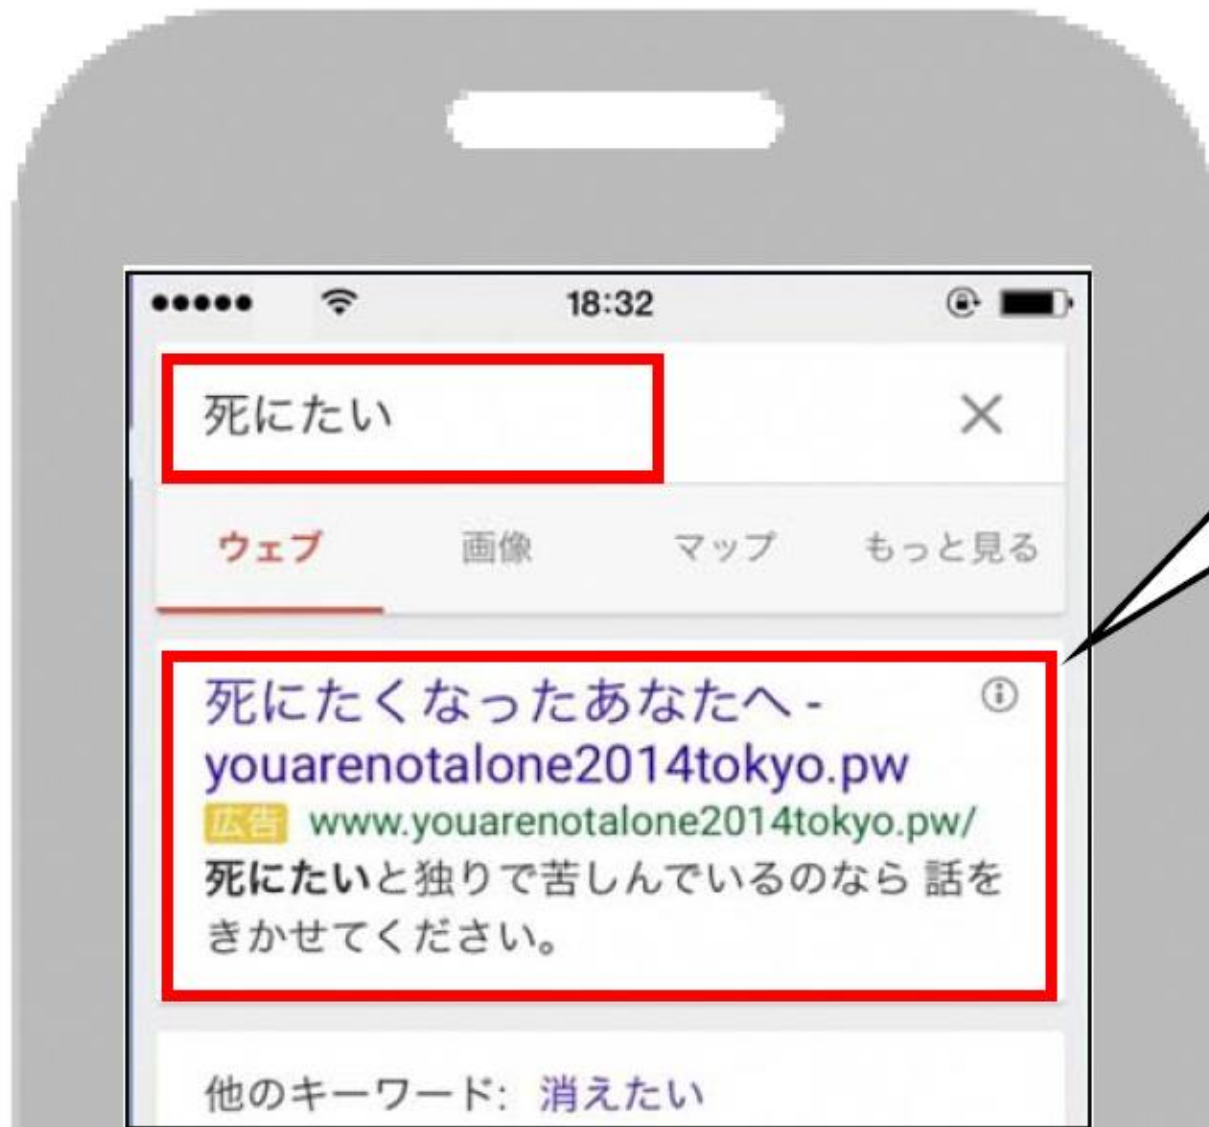 18:32
死にたい
ウェブ 画像 マップ もっと見る
死にたくなったあなたへ -
youarenotalone2014tokyo.pw
広告 www.youarenotalone2014tokyo.pw/
死にたいと独りで苦しんでいるのなら 話を
きかせてください。
他のキーワード: 消えたい